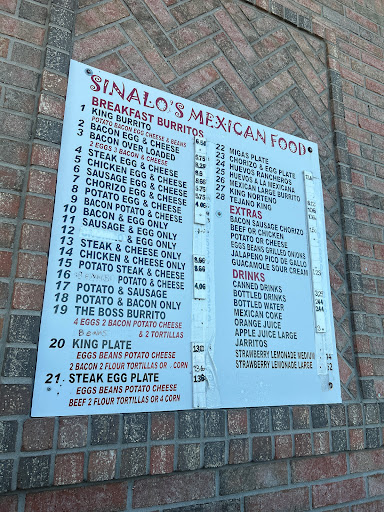 SINALO'S MEXICAN FOOD
BREAKFAST BURRITOS
1 KING BURRITO
POTATO BACON EGG CHEESE & BEANS
2 BACON EGG & CHEESE
3 BACON OVER LOADED
2 EGGS 3 BACON & CHEESE
4 STEAK EGG & CHEESE
5 CHICKEN EGG & CHEESE
6 SAUSAGE EGG & CHEESE
7 CHORIZO EGG & CHEESE
8 POTATO EGG & CHEESE
9 BACON POTATO & CHEESE
10 BACON & EGG ONLY
11 SAUSAGE & EGG ONLY
12 & EGG ONLY
13 STEAK & CHEESE ONLY
14 CHICKEN & CHEESE ONLY
15 POTATO STEAK & CHEESE
16 POTATO & CHEESE
17 POTATO & SAUSAGE
18 POTATO & BACON ONLY
19 THE BOSS BURRITO
4 EGGS 2 BACON POTATO CHEESE
BEANS & 2 TORTILLAS
20 KING PLATE
EGGS BEANS POTATO CHEESE
2 BACON 2 FLOUR TORTILLAS OR CORN
21 STEAK EGG PLATE
EGGS BEANS POTATO CHEESE
BEEF 2 FLOUR TORTILLAS OR 4 CORN
22 MIGAS PLATE
23 CHORIZO & EGG PLATE
24 HUEVOS RANCHEROS
25 HUEVOS A LA MEXICANA
26 MEXICAN LARGE BURRITO
27 KING NORTENO
28 TEJANO KING
EXTRAS
BACON SAUSAGE CHORIZO
BEEF OR CHICKEN
POTATO OR CHEESE
EGGS BEANS GRILLED ONIONS
JALAPENO PICO DE GALLO
GUACAMOLE SOUR CREAM
DRINKS
CANNED DRINKS
BOTTLED DRINKS
BOTTLED WATER
MEXICAN COKE
ORANGE JUICE
APPLE JUICE LARGE
JARRITOS
STRAWBERRY LEMONADE MEDIUM
STRAWBERRY LEMONADE LARGE